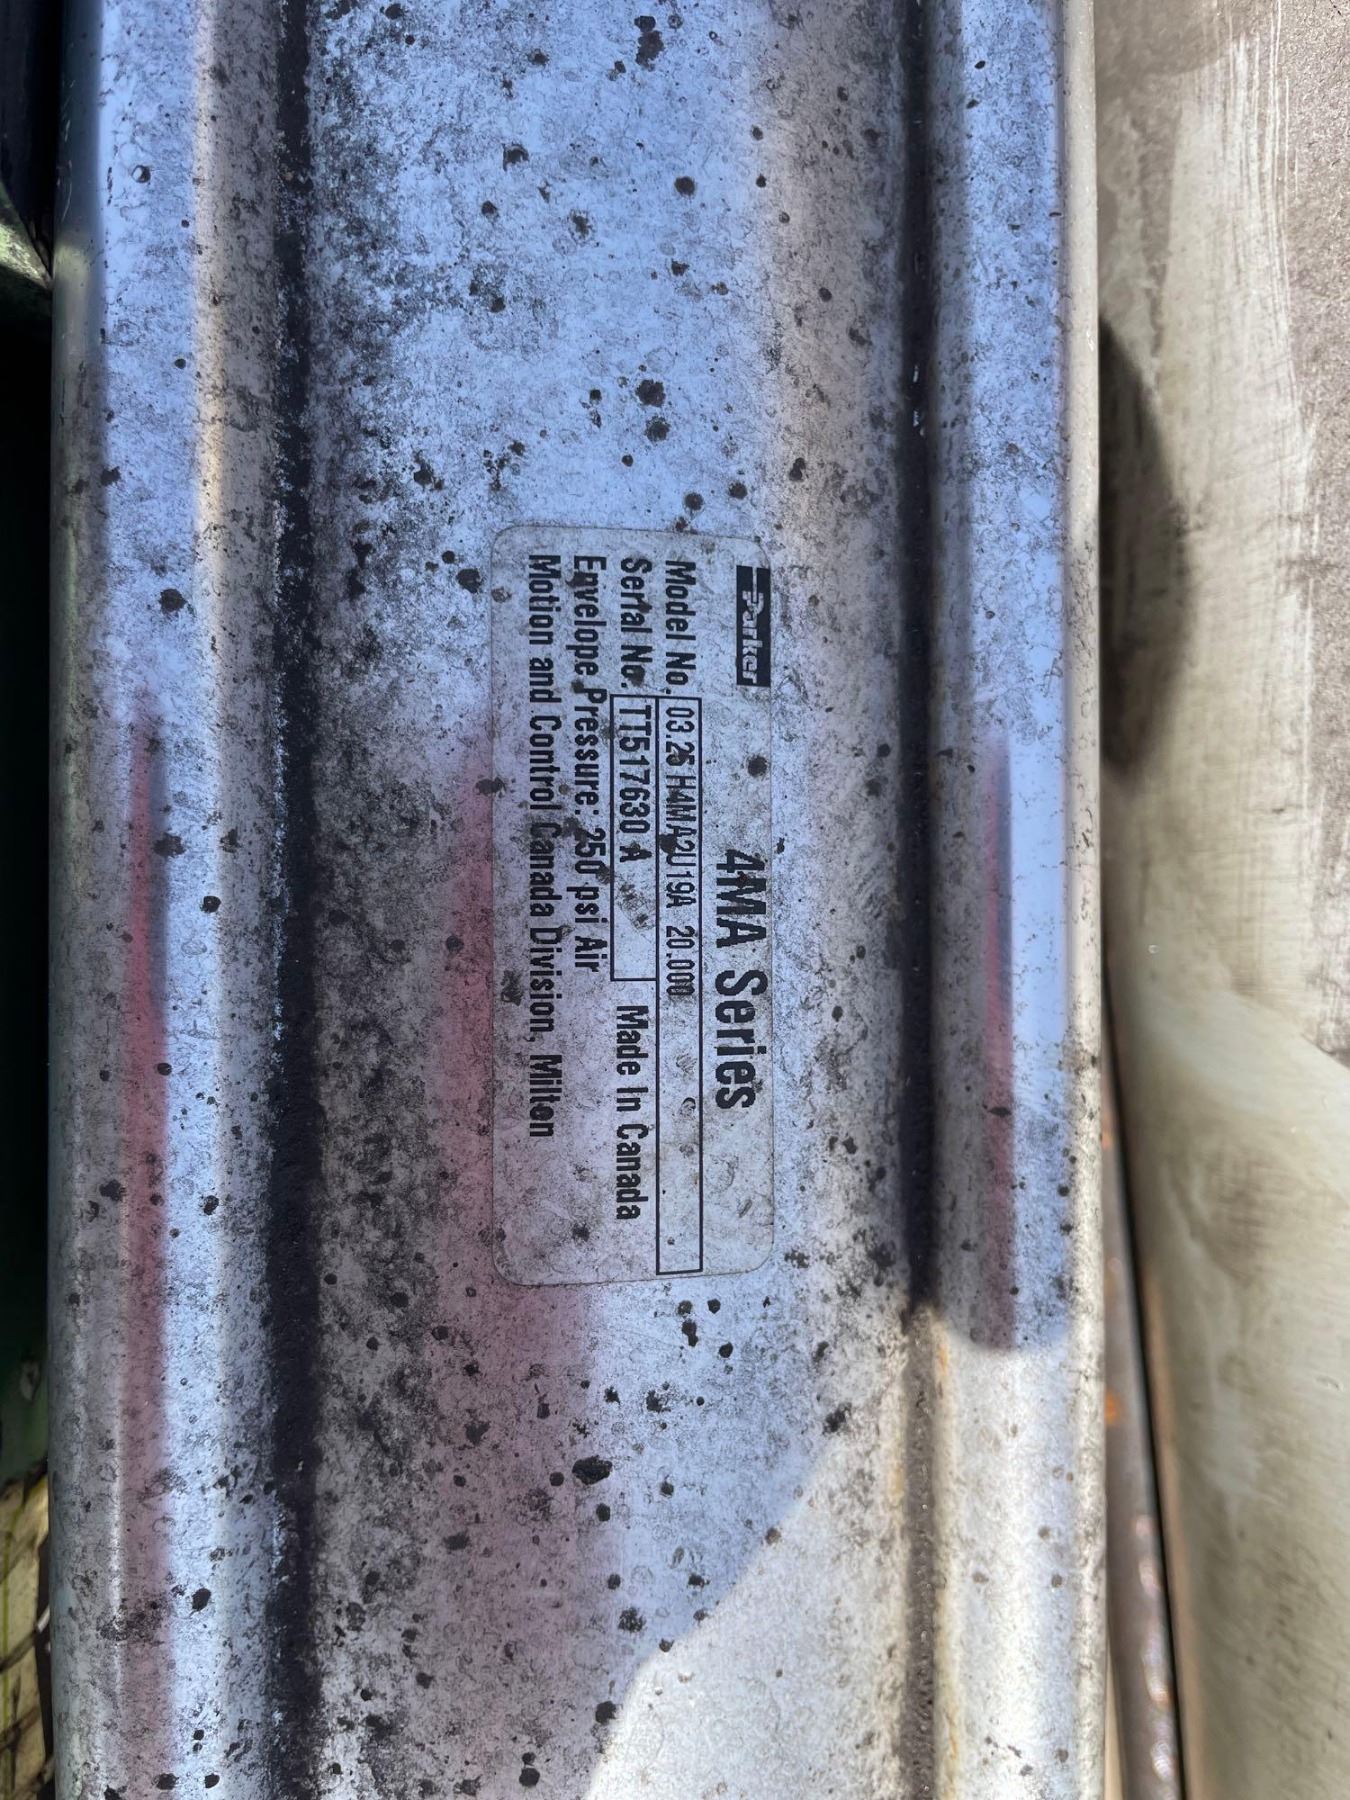 Parker
4MA Series
Model No. 03.25 H4MA2U19A 20.000
Serial No. TT517630 A Made In Canada
Envelope Pressure: 250 psi Air
Motion and Control Canada Division, Milton